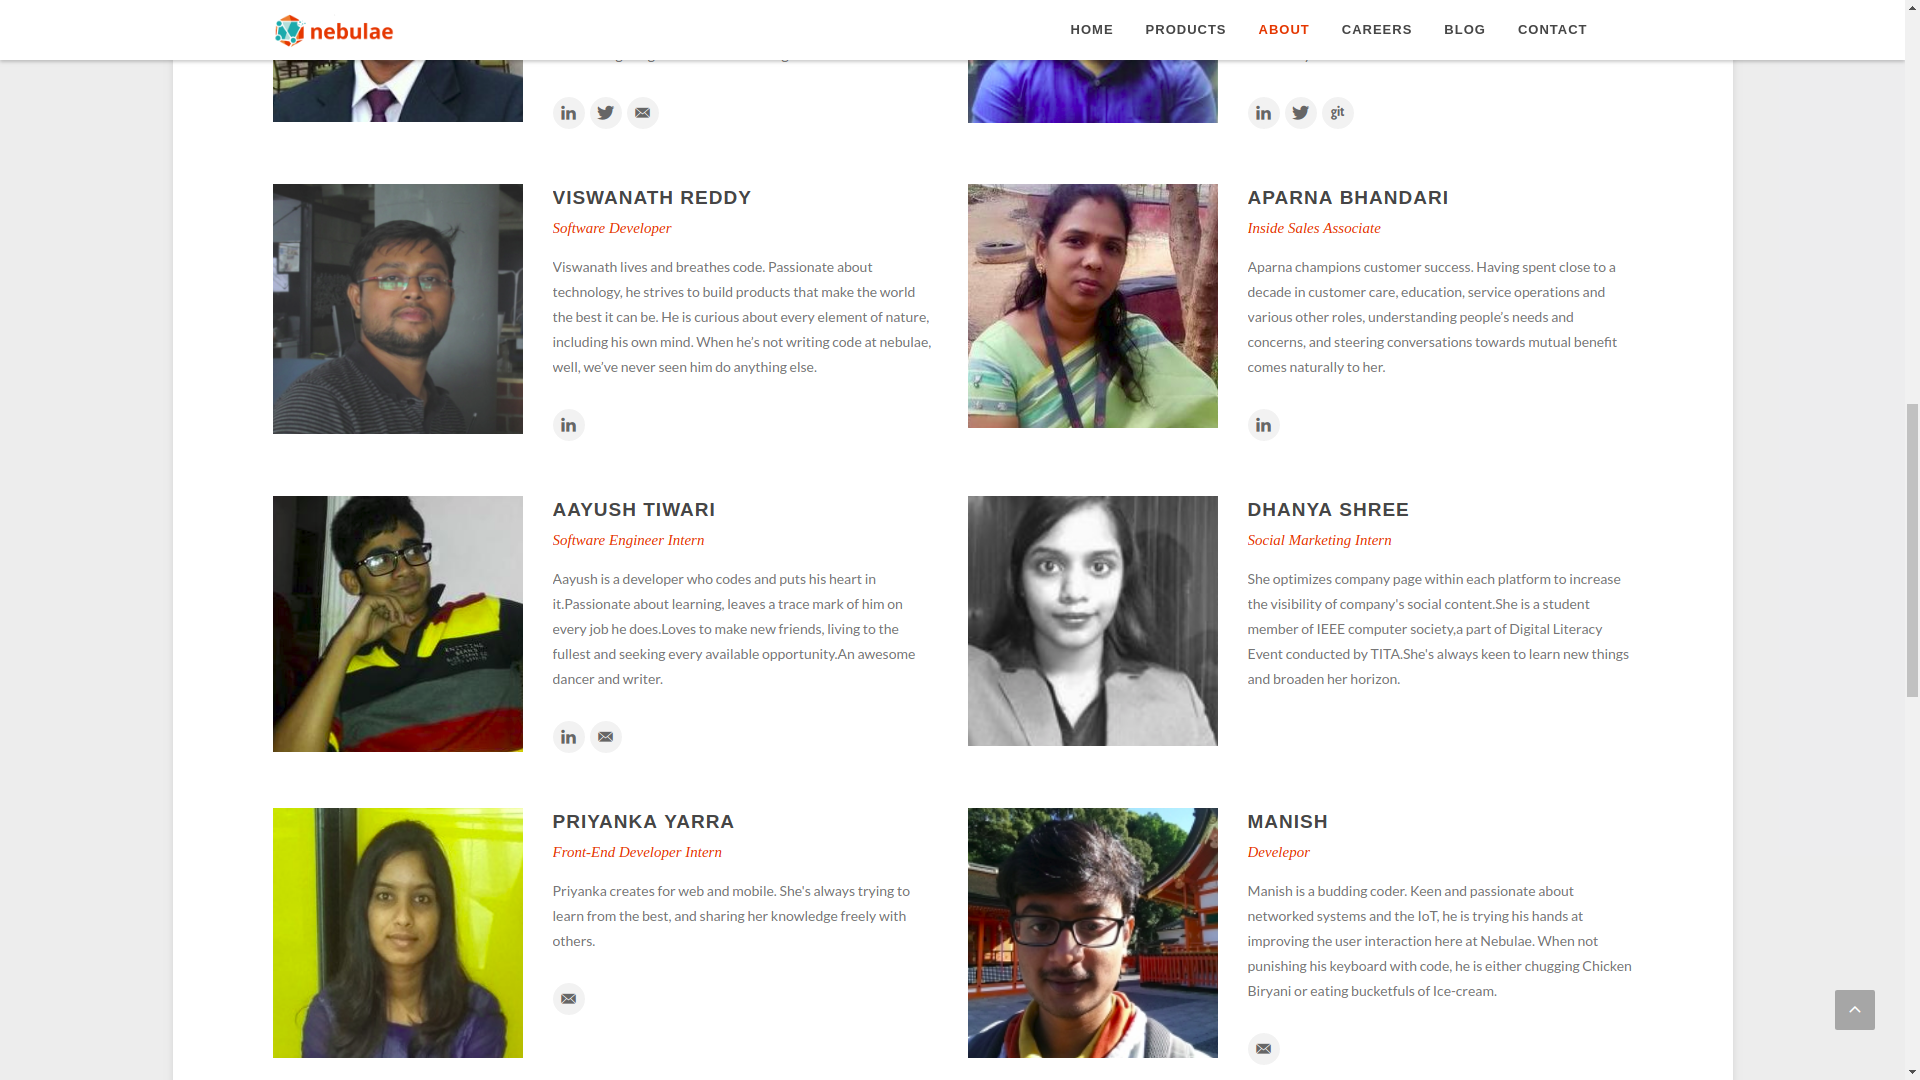 nebulae
HOME PRODUCTS ABOUT CAREERS BLOG CONTACT
git
VISWANATH REDDY
Software Developer
Viswanath lives and breathes code. Passionate about
technology, he strives to build products that make the world
the best it can be. He is curious about every element of nature,
including his own mind. When he's not writing code at nebulae,
well, we've never seen him do anything else.
APARNA BHANDARI
Inside Sales Associate
Aparna champions customer success. Having spent close to a
decade in customer care, education, service operations and
various other roles, understanding people's needs and
concerns, and steering conversations towards mutual benefit
comes naturally to her.
AAYUSH TIWARI
Software Engineer Intern
Aayush is a developer who codes and puts his heart in
it.Passionate about learning, leaves a trace mark of him on
every job he does.Loves to make new friends, living to the
fullest and seeking every available opportunity.An awesome
dancer and writer.
DHANYA SHREE
Social Marketing Intern
She optimizes company page within each platform to increase
the visibility of company's social content.She is a student
member of IEEE computer society,a part of Digital Literacy
Event conducted by TITA.She's always keen to learn new things
and broaden her horizon.
PRIYANKA YARRA
Front-End Developer Intern
Priyanka creates for web and mobile. She's always trying to
learn from the best, and sharing her knowledge freely with
others.
MANISH
Develepor
Manish is a budding coder. Keen and passionate about
networked systems and the IoT, he is trying his hands at
improving the user interaction here at Nebulae. When not
punishing his keyboard with code, he is either chugging Chicken
Biryani or eating bucketfuls of Ice-cream.